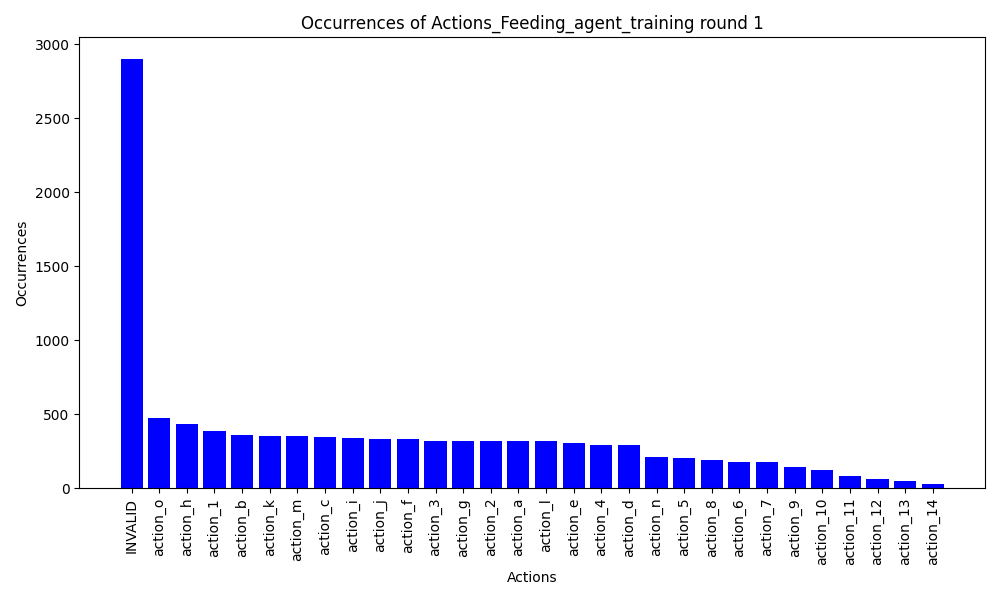 Occurrences of Actions_Feeding_agent_training round 1
3000
2500
2000
1500
1000
500
0
Occurrences
INVALID
action_o
action_h
action_1
action_b
action_k
action_m
action_c
action_i
action_j
action_f
action_3
action_g
action_2
action_a
action_l
action_e
action_4
action_d
action_n
action_5
action_8
action_6
action_7
action_9
action_10
action_11
action_12
action_13
action_14
Actions